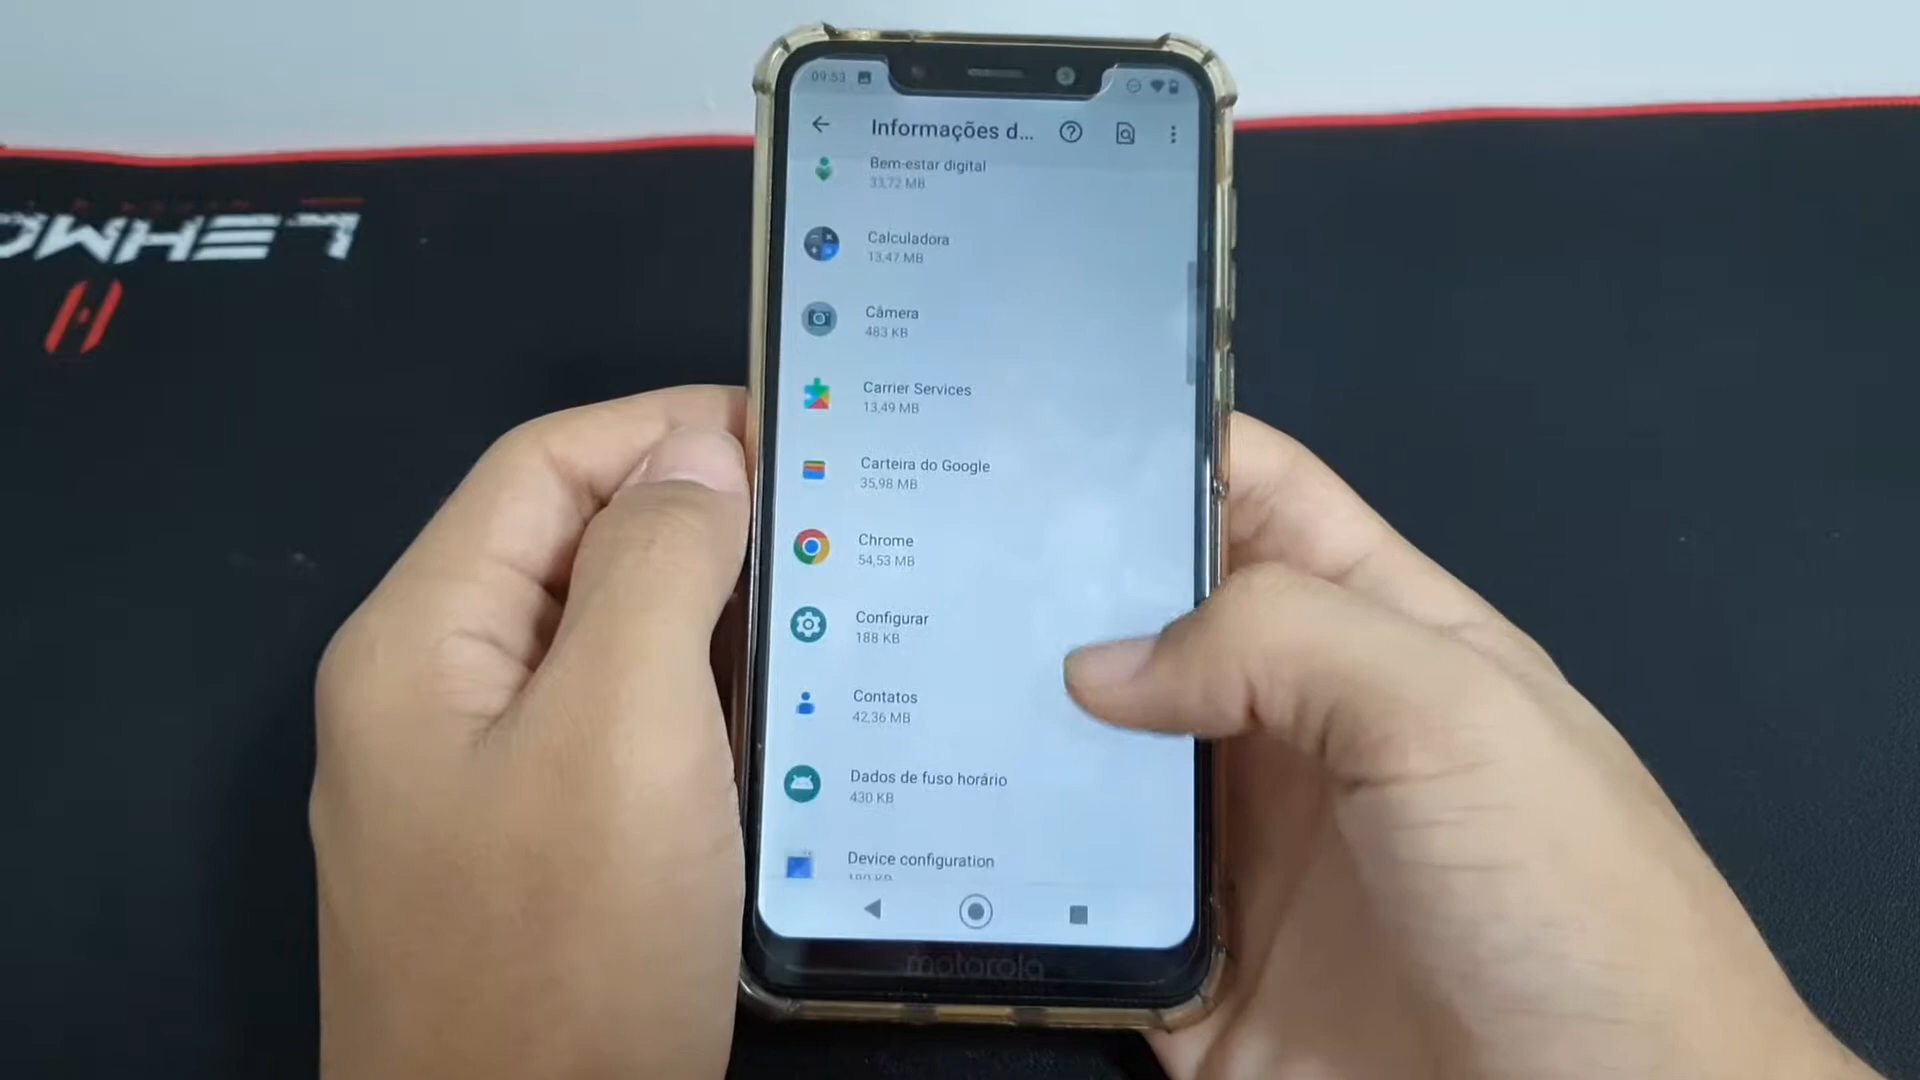 09:53
Informações d...
Bem-estar digital
33,72 MB
Calculadora
13,47 MB
Câmera
483 KB
Carrier Services
13,49 MB
Carteira do Google
35,98 MB
Chrome
54,53 MB
Configurar
188 KB
Contatos
42,36 MB
Dados de fuso horário
430 KB
Device configuration
motorola